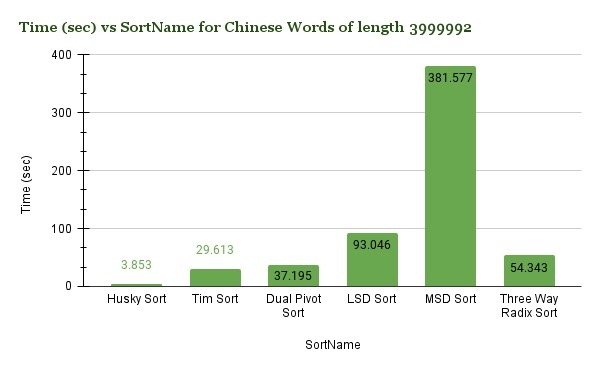 Time (sec) vs SortName for Chinese Words of length 3999992
400
300
200
100
0
Time (sec)
3.853
29.613
37.195
93.046
381.577
54.343
Husky Sort
Tim Sort
Dual Pivot
Sort
LSD Sort
MSD Sort
Three Way
Radix Sort
SortName